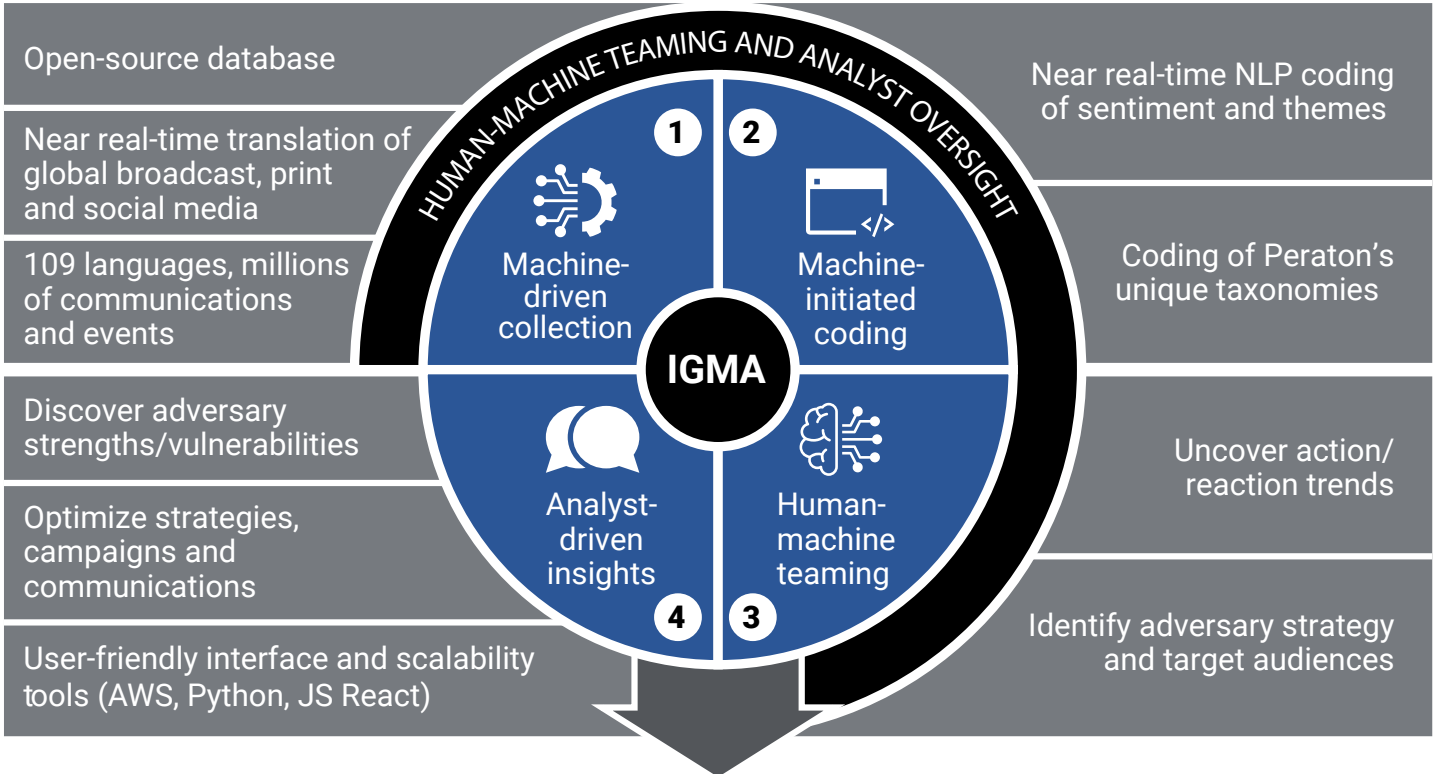 HUMAN-MACHINE TEAMING AND ANALYST OVERSIGHT
Open-source database
Near real-time translation of
global broadcast, print
and social media
109 languages, millions
of communications
and events
1
Machine-
driven
collection
2
Machine-
initiated
coding
Near real-time NLP coding
of sentiment and themes
Coding of Peraton’s
unique taxonomies
IGMA
Discover adversary
strengths/vulnerabilities
Optimize strategies,
campaigns and
communications
User-friendly interface and scalability
tools (AWS, Python, JS React)
Analyst-
driven
insights
4
Human-
machine
teaming
3
Uncover action/
reaction trends
Identify adversary strategy
and target audiences